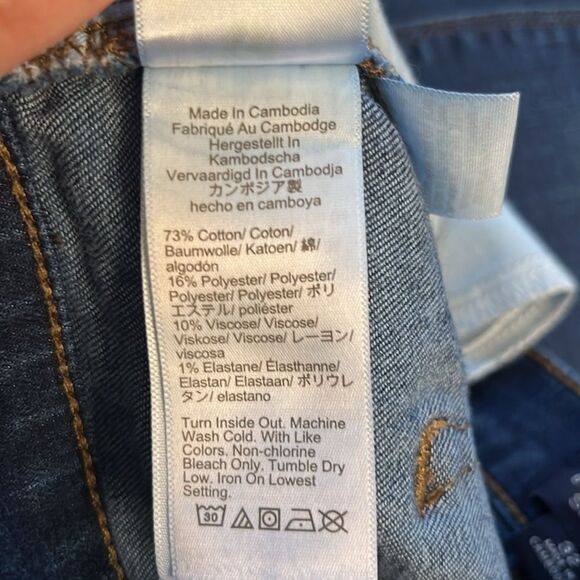 Made In Cambodia
Fabriqué Au Cambodge
Hergestellt In
Kambodscha
Vervaardigd In Cambodja
カンボジア製
hecho en camboya
73% Cotton/ Coton/
Baumwolle/ Katoen/ 綿/
algodón
16% Polyester/ Polyester/
Polyester/ Polyester/ ポリ
エステル/ poliéster
10% Viscose/ Viscose/
Viskose/ Viscose/ レーヨン/
viscosa
1% Elastane/ Élasthanne/
Elastan/ Elastaan/ ポリウレ
タン/ elastano
Turn Inside Out. Machine
Wash Cold. With Like
Colors. Non-chlorine
Bleach Only. Tumble Dry
Low. Iron On Lowest
Setting.
30